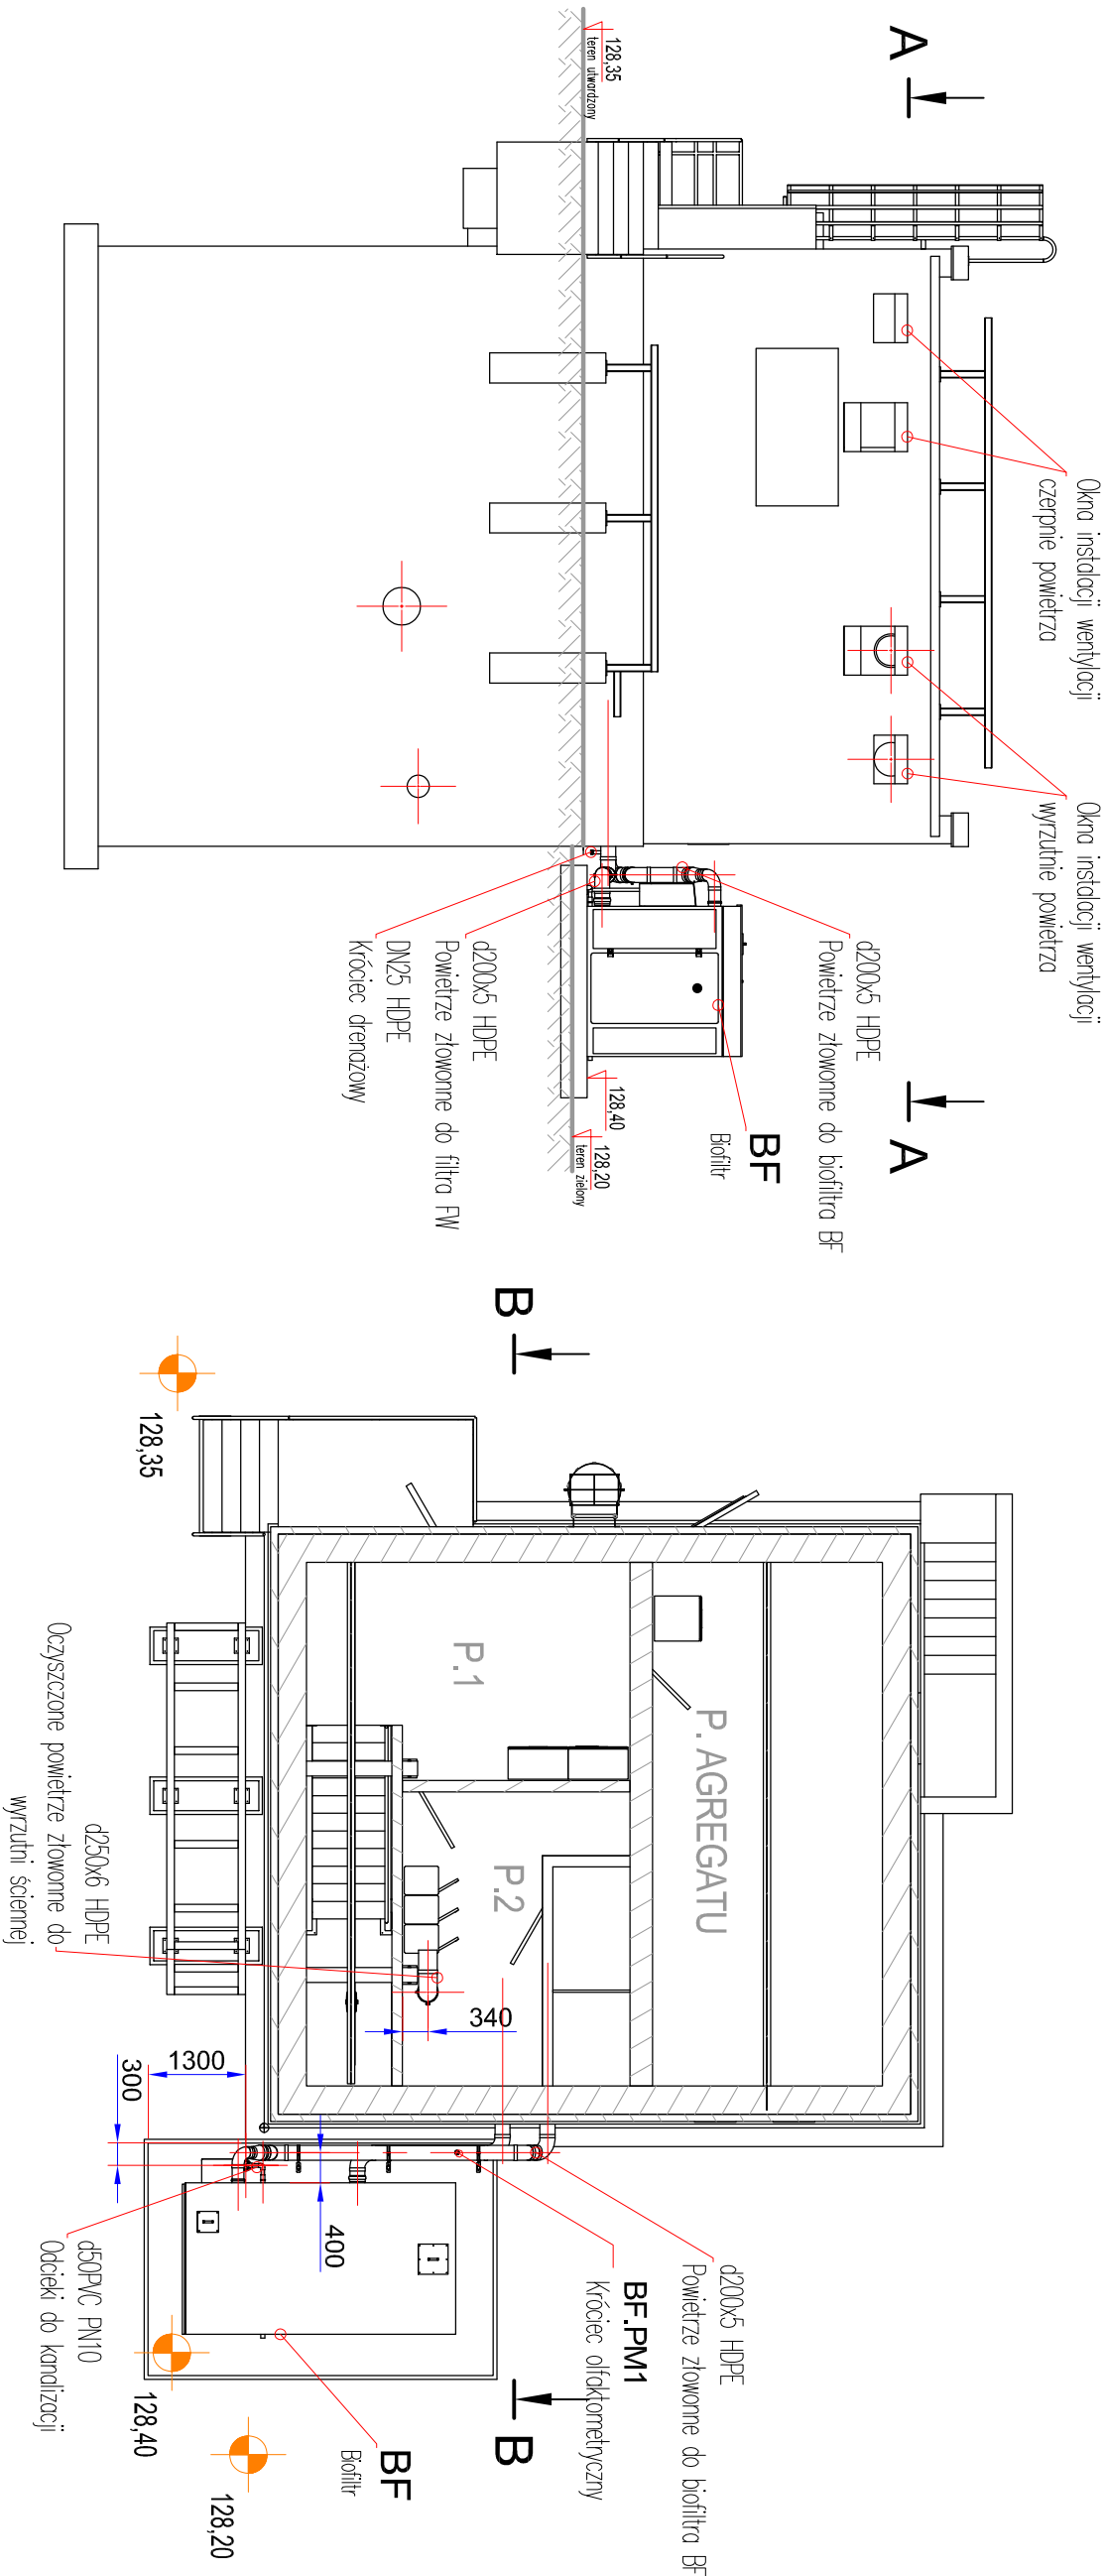 A
A
128,35
teren utwardzony
Okna instalacji wentylacji
czerpnie powietrza
Okna instalacji wentylacji
wyrzutnie powietrza
d200x5 HDPE
Powietrze złowonne do biofiltra BF
BF
Biofiltr
128,40
128,20
teren zielony
d200x5 HDPE
Powietrze złowonne do filtra FW
DN25 HDPE
Króciec drenażowy
B
B
128,35
P. AGREGATU
P.1
P.2
340
1300
300
400
d250x6 HDPE
Oczyszczone powietrze złowonne do
wyrzutni ściennej
d200x5 HDPE
Powietrze złowonne do biofiltra BF
BF.PM1
Króciec olfaktometryczny
BF
Biofiltr
d50PVC PN10
Odcieki do kanalizacji
128,40
128,20